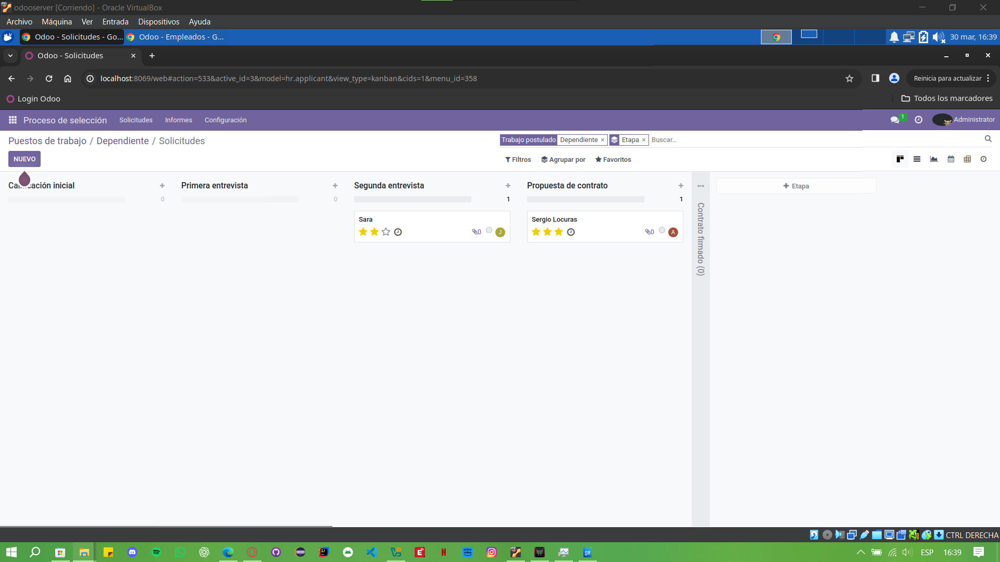 odooserver [Corriendo] - Oracle VirtualBox
Archivo Máquina Ver Entrada Dispositivos Ayuda
Odoo - Solicitudes - Go... Odoo - Empleados - G... 30 mar, 16:39
Odoo - Solicitudes
localhost:8069/web#action=533&active_id=3&model=hr.applicant&view_type=kanban&cids=1&menu_id=358 Reinicia para actualizar
Login Odoo Todos los marcadores
Proceso de selección Solicitudes Informes Configuración 1 Administrator
Puestos de trabajo / Dependiente / Solicitudes Trabajo postulado Dependiente × Etapa × Buscar...
NUEVO Filtros Agrupar por Favoritos
inicial Primera entrevista Segunda entrevista Propuesta de contrato + Etapa
0 0 1 1
Contrato firmado (0)
Sara Sergio Locuras
0 J 0 A
CTRL DERECHA
ESP 16:39